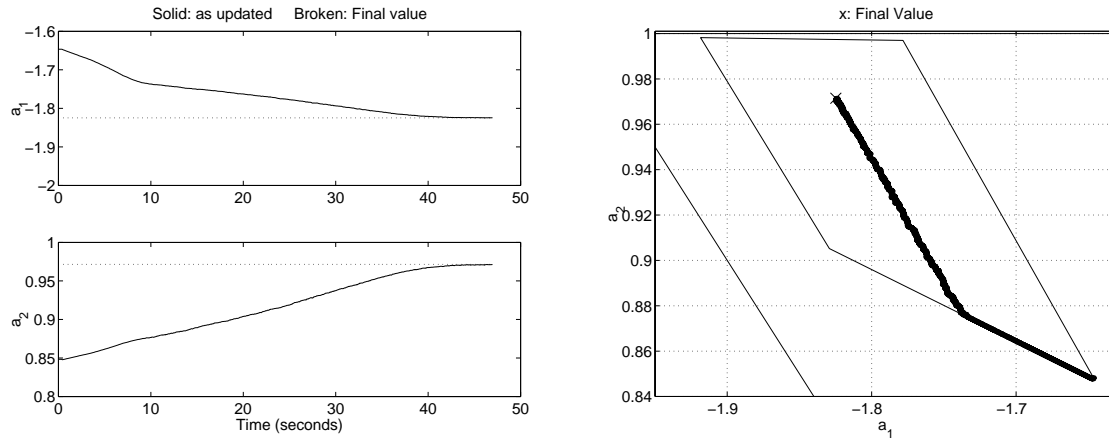 Solid: as updated Broken: Final value
−1.6
−1.7
−1.8
−1.9
−2
a1
0 10 20 30 40 50
1
0.95
0.9
0.85
0.8
a2
0 10 20 30 40 50
Time (seconds)
x: Final Value
1
0.98
0.96
0.94
0.92
0.9
0.88
0.86
0.84
a2
−1.9 −1.8 −1.7
a1